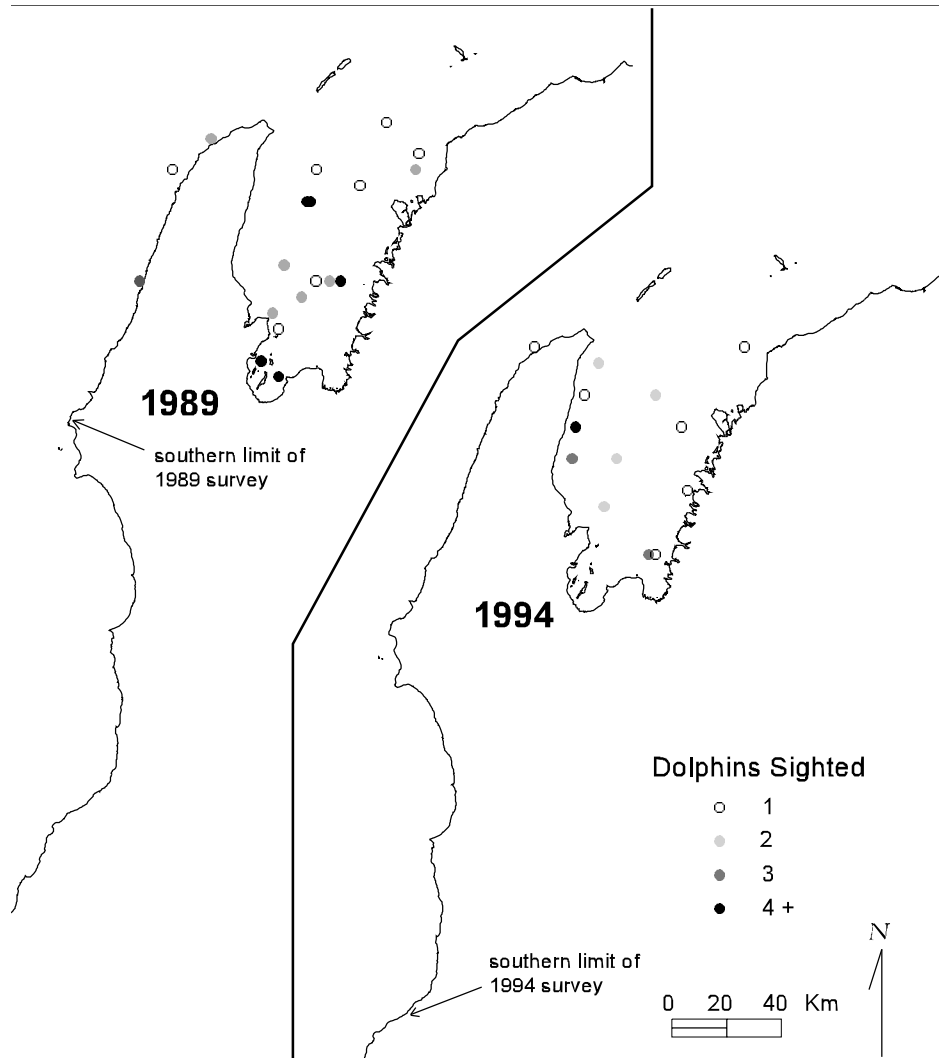 1989
southern limit of
1989 survey
1994
Dolphins Sighted
1
2
3
4 +
southern limit of
1994 survey
N
0 20 40 Km